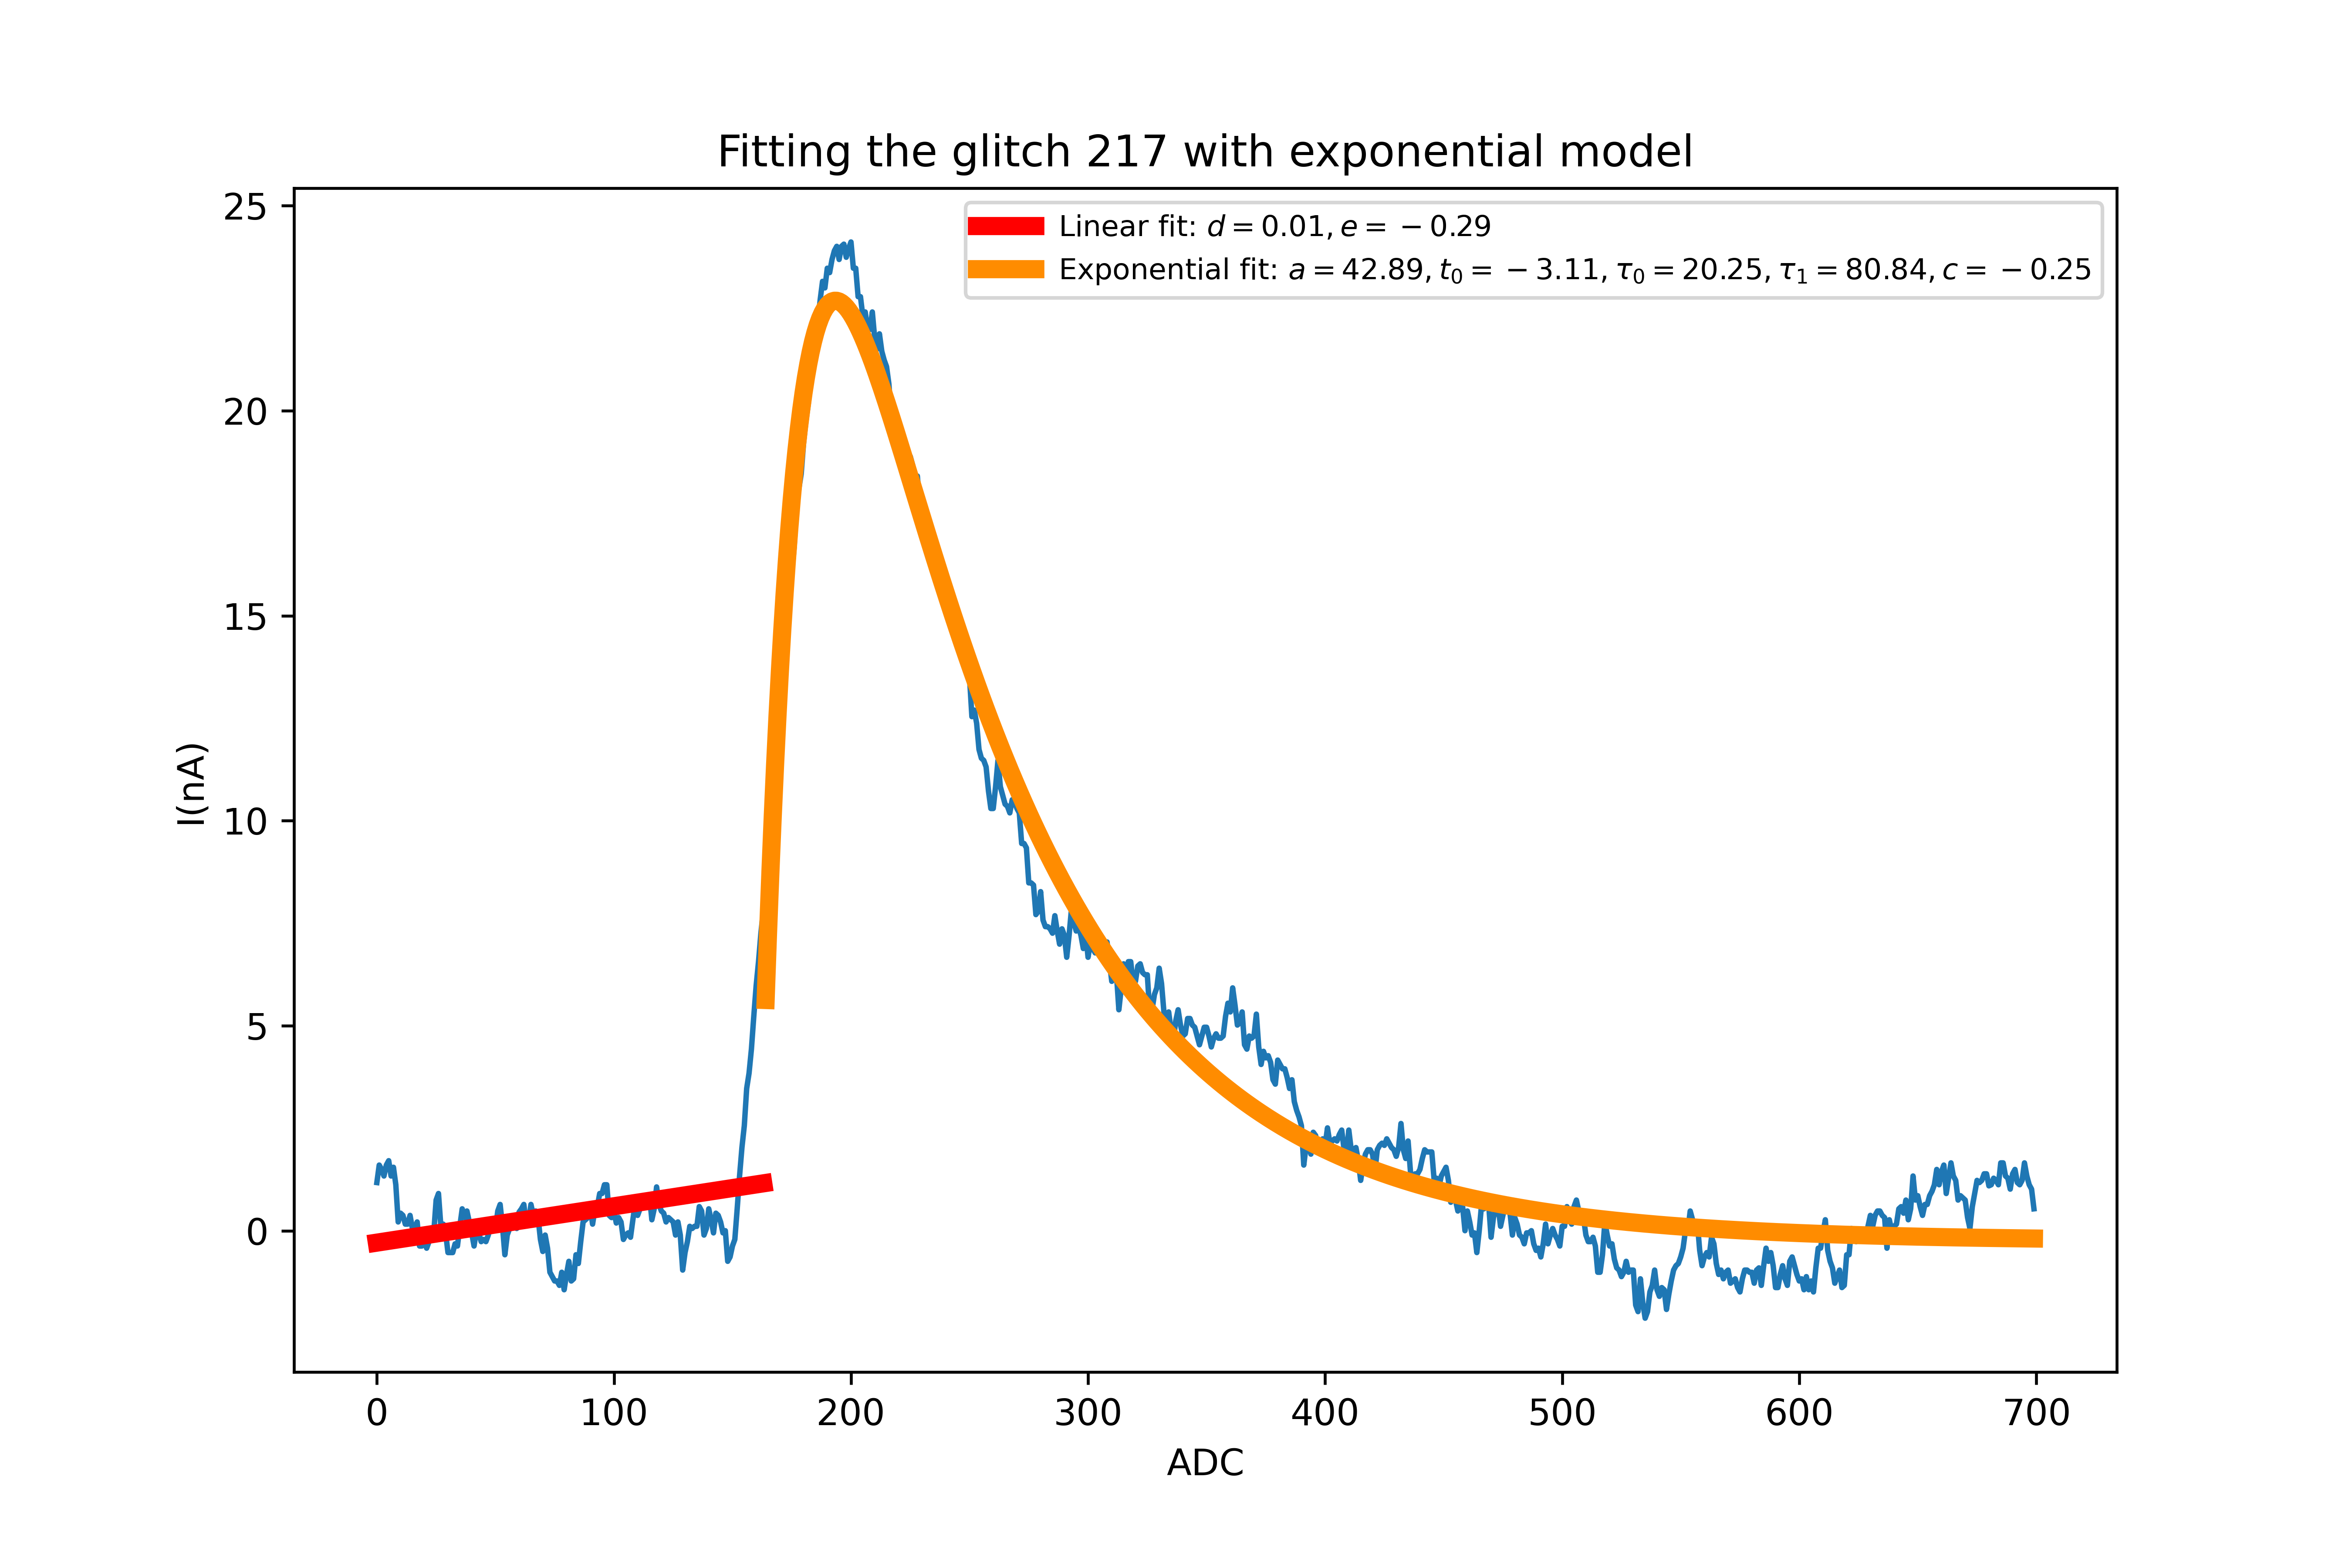 Fitting the glitch 217 with exponential model
Linear fit: d = 0.01, e = −0.29
Exponential fit: a = 42.89, t₀ = −3.11, τ₀ = 20.25, τ₁ = 80.84, c = −0.25
25
20
15
10
5
0
I(nA)
0 100 200 300 400 500 600 700
ADC